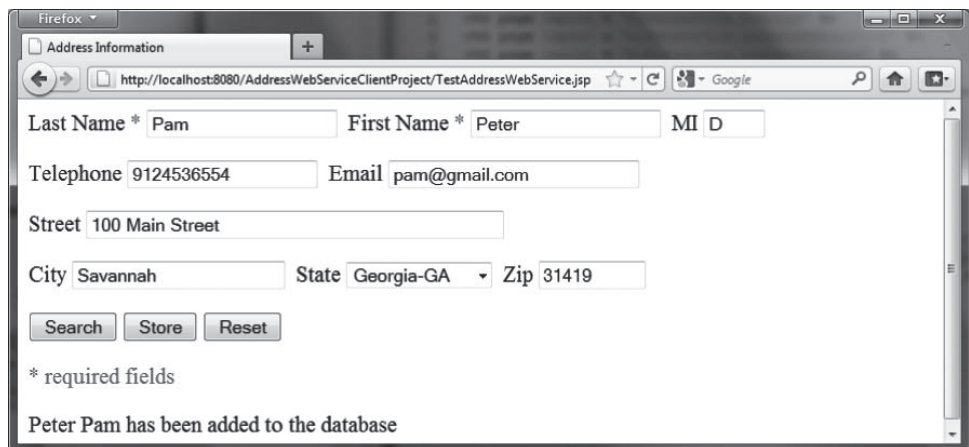 Firefox
Address Information
http://localhost:8080/AddressWebServiceClientProject/TestAddressWebService.jsp Google
Last Name * Pam First Name * Peter MI D
Telephone 9124536554 Email pam@gmail.com
Street 100 Main Street
City Savannah State Georgia-GA Zip 31419
Search Store Reset
* required fields
Peter Pam has been added to the database